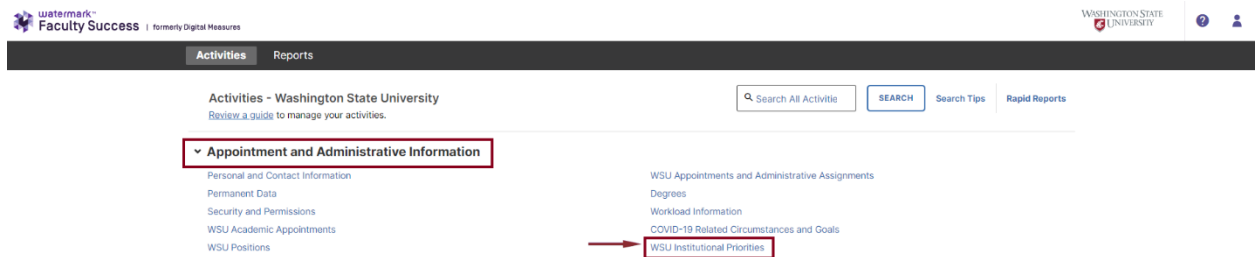 watermark™
Faculty Success | formerly Digital Measures
WASHINGTON STATE
UNIVERSITY
Activities Reports
Activities - Washington State University
Review a guide to manage your activities.
Search All Activitie SEARCH Search Tips Rapid Reports
Appointment and Administrative Information
Personal and Contact Information
Permanent Data
Security and Permissions
WSU Academic Appointments
WSU Positions
WSU Appointments and Administrative Assignments
Degrees
Workload Information
COVID-19 Related Circumstances and Goals
WSU Institutional Priorities